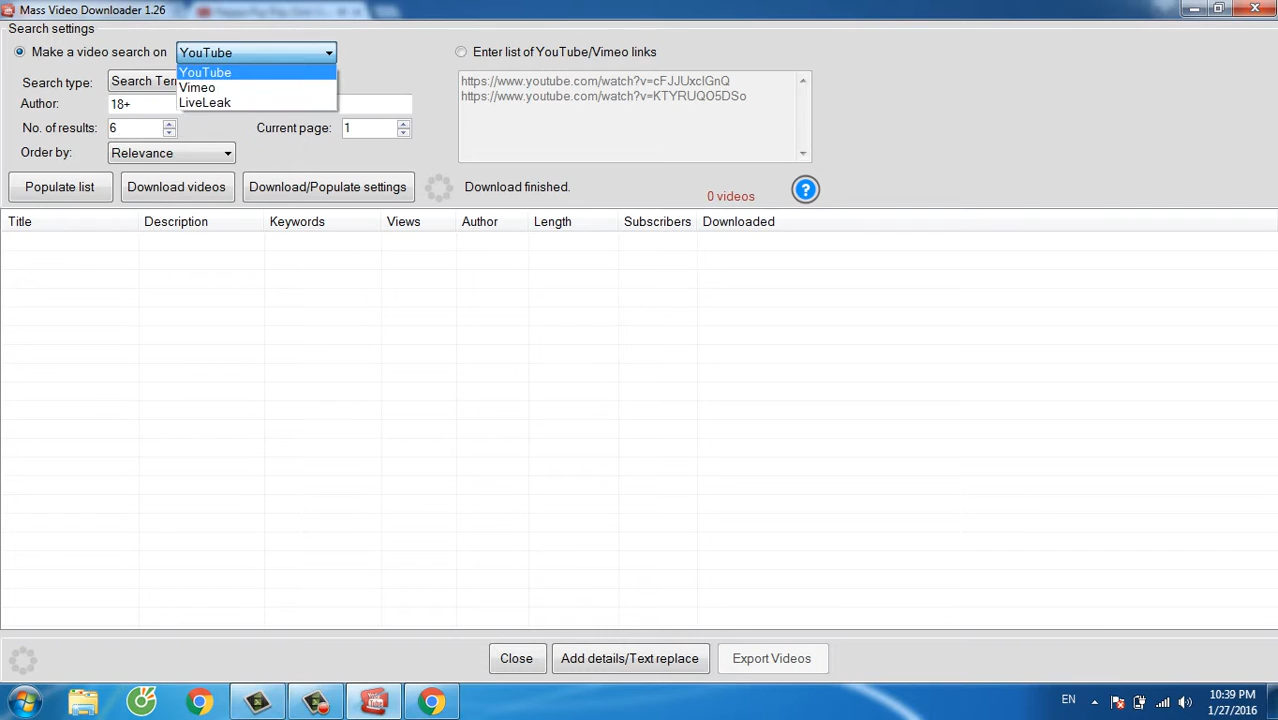 Mass Video Downloader 1.26
Search settings
Make a video search on YouTube
Enter list of YouTube/Vimeo links
YouTube
Vimeo
LiveLeak
Search type: Search Ter
Author: 18+
No. of results: 6 Current page: 1
Order by: Relevance
https://www.youtube.com/watch?v=cFJJUxclGnQ
https://www.youtube.com/watch?v=KTYRUQO5DSo
Populate list Download videos Download/Populate settings Download finished. 0 videos ?
Title Description Keywords Views Author Length Subscribers Downloaded
Close Add details/Text replace Export Videos
EN 10:39 PM
1/27/2016